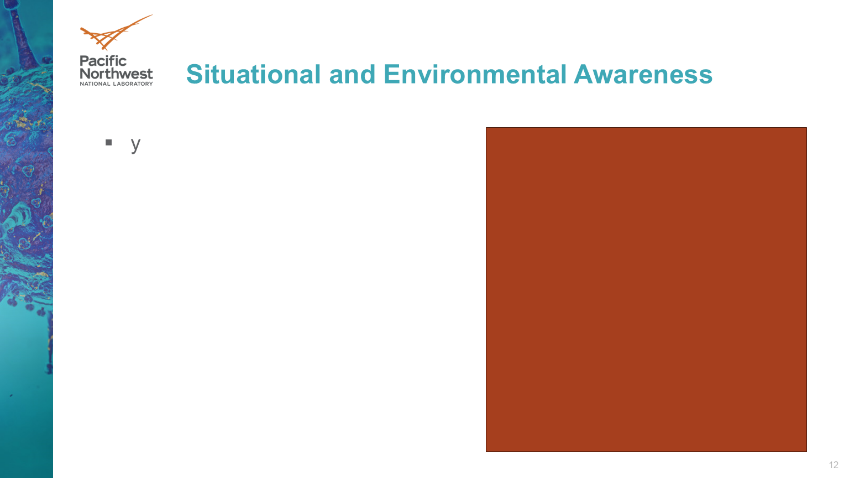 Pacific
Northwest
NATIONAL LABORATORY
Situational and Environmental Awareness
▪ y
12